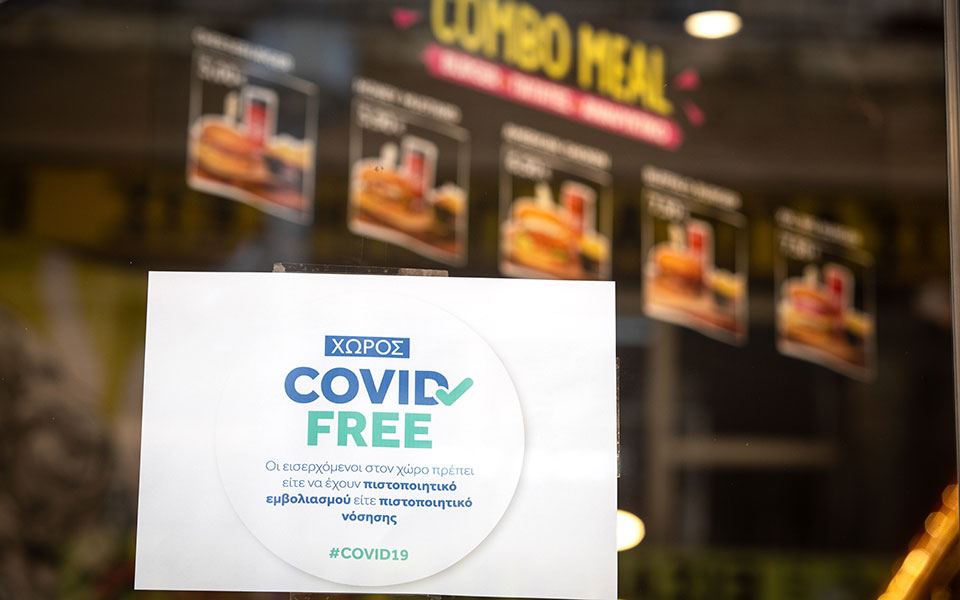 COMBO MEAL
ΧΩΡΟΣ
COVID
FREE
Οι εισερχόμενοι στον χώρο πρέπει
είτε να έχουν πιστοποιητικό
εμβολιασμού είτε πιστοποιητικό
νόσησης
#COVID19